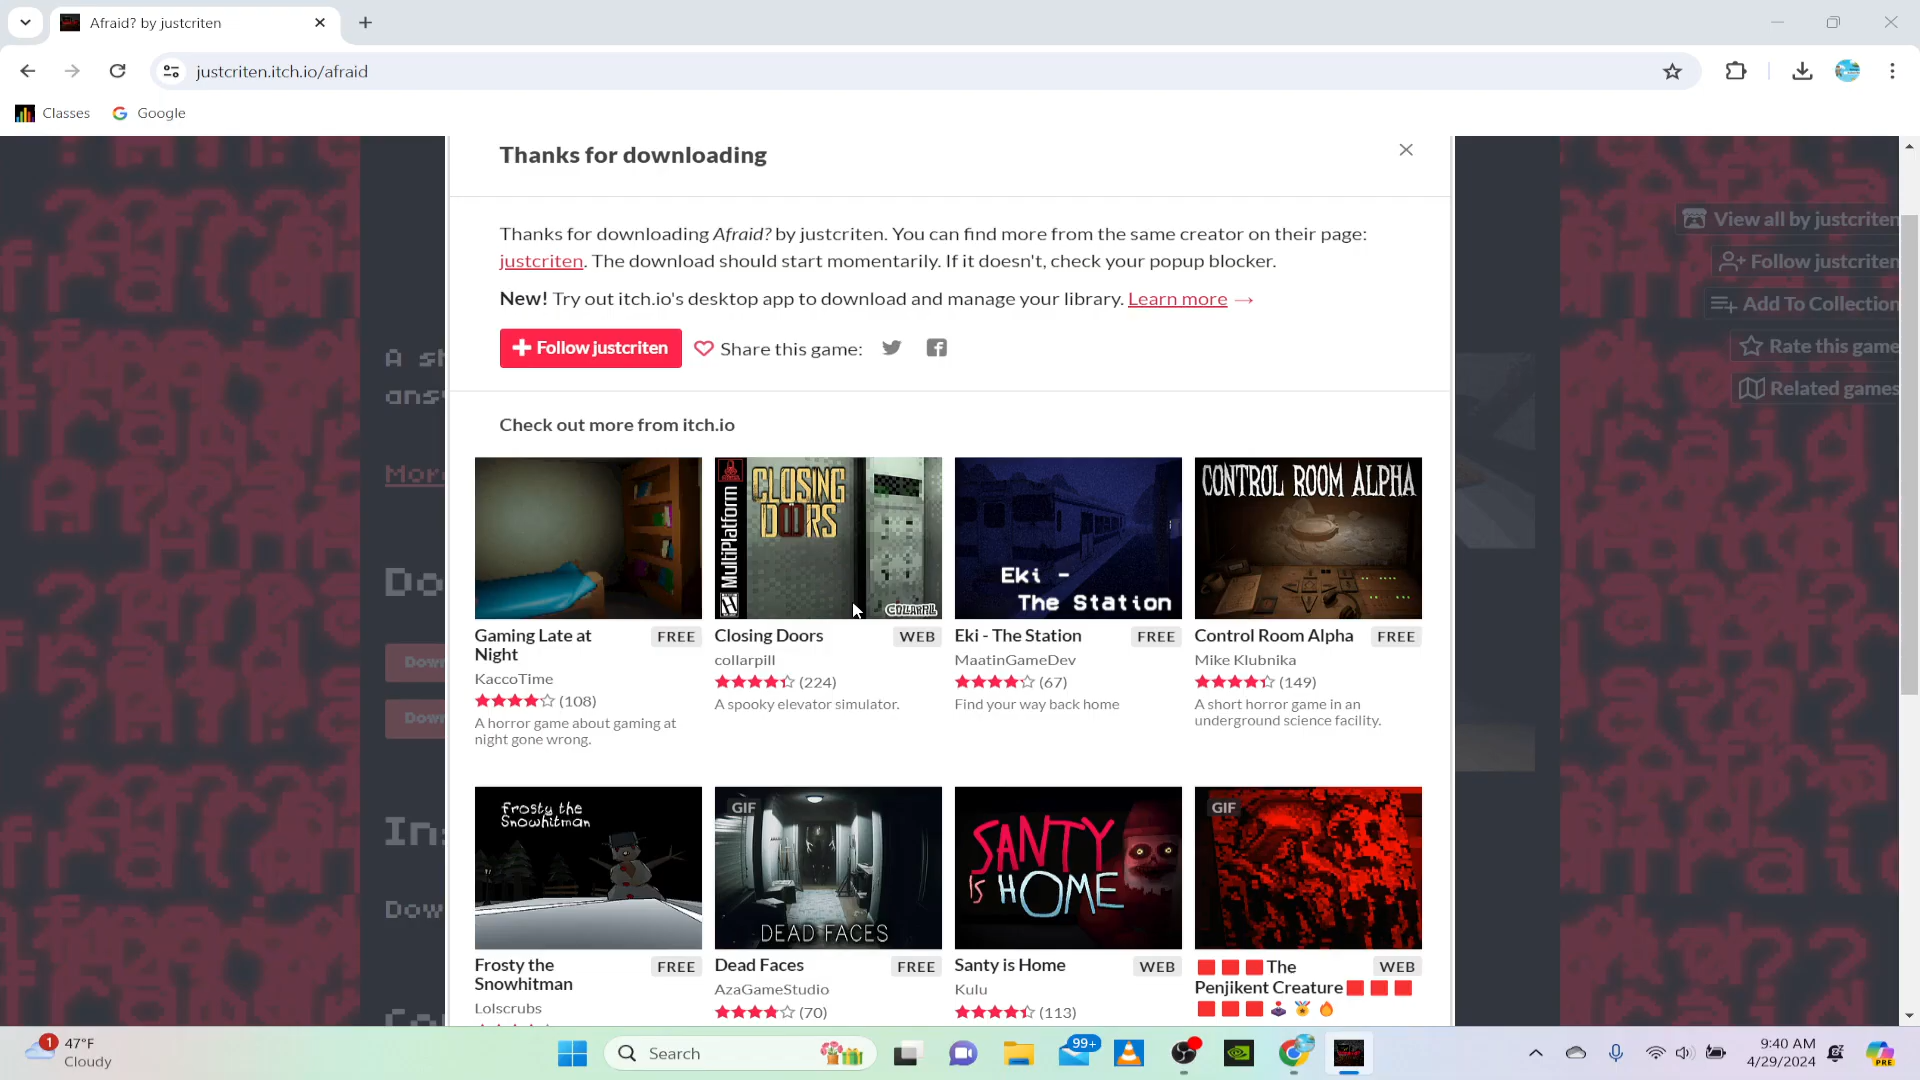 Afraid? by justcriten
justcriten.itch.io/afraid
Classes
Google
Thanks for downloading
Thanks for downloading Afraid? by justcriten. You can find more from the same creator on their page:
justcriten. The download should start momentarily. If it doesn't, check your popup blocker.
New! Try out itch.io's desktop app to download and manage your library. Learn more →
Follow justcriten
Share this game:
View all by justcriten
Follow justcriten
Add To Collection
Rate this game
Related games
Check out more from itch.io
MultiPlatform
CLOSING
DOORS
COLLARPILL
Eki -
The Station
CONTROL ROOM ALPHA
Gaming Late at
Night
FREE
KaccoTime
(108)
A horror game about gaming at
night gone wrong.
Closing Doors
WEB
collarpill
(224)
A spooky elevator simulator.
Eki - The Station
FREE
MaatinGameDev
(67)
Find your way back home
Control Room Alpha
FREE
Mike Klubnika
(149)
A short horror game in an
underground science facility.
Frosty the
Snowhitman
GIF
DEAD FACES
SANTY
IS HOME
GIF
Frosty the
Snowhitman
FREE
Lolscrubs
Dead Faces
FREE
AzaGameStudio
(70)
Santy is Home
WEB
Kulu
(113)
The
Penjikent Creature
WEB
1
47°F
Cloudy
Search
99+
PRE
9:40 AM
4/29/2024